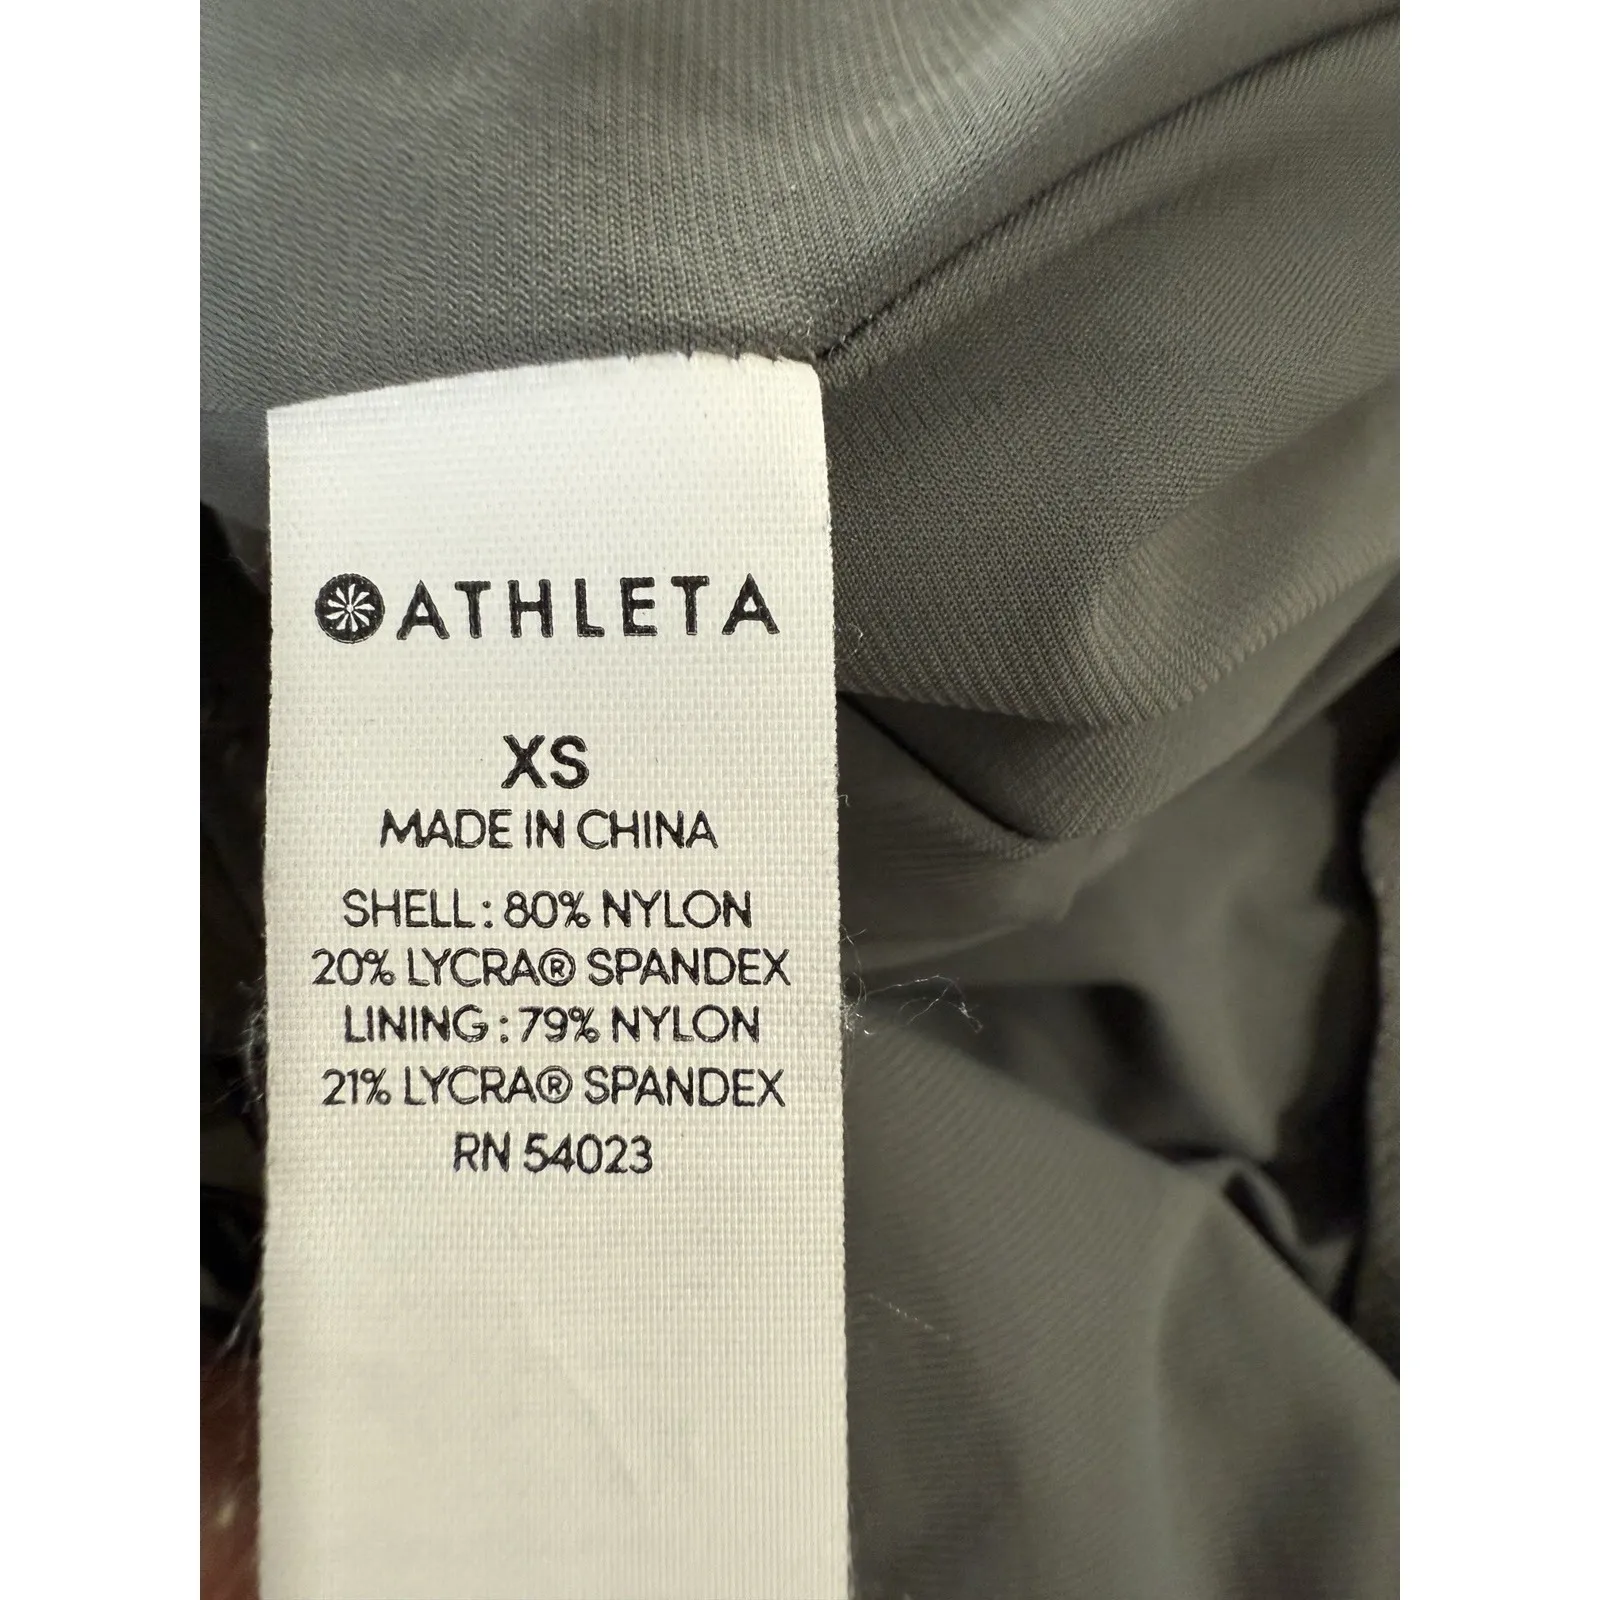 ATHLETA
XS
MADE IN CHINA
SHELL: 80% NYLON
20% LYCRA® SPANDEX
LINING: 79% NYLON
21% LYCRA® SPANDEX
RN 54023